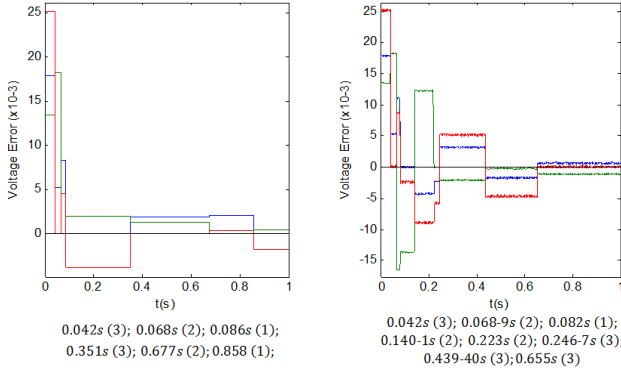 25
20
15
10
5
0
Voltage Error (x10-3)
0 0.2 0.4 0.6 0.8 1
t(s)
0.042s (3); 0.068s (2); 0.086s (1);
0.351s (3); 0.677s (2); 0.858 (1);
25
20
15
10
5
0
-5
-10
-15
Voltage Error (x10-3)
0 0.2 0.4 0.6 0.8 1
t(s)
0.042s (3); 0.068-9s (2); 0.082s (1);
0.140-1s (2); 0.223s (2); 0.246-7s (3);
0.439-40s (3); 0.655s (3)